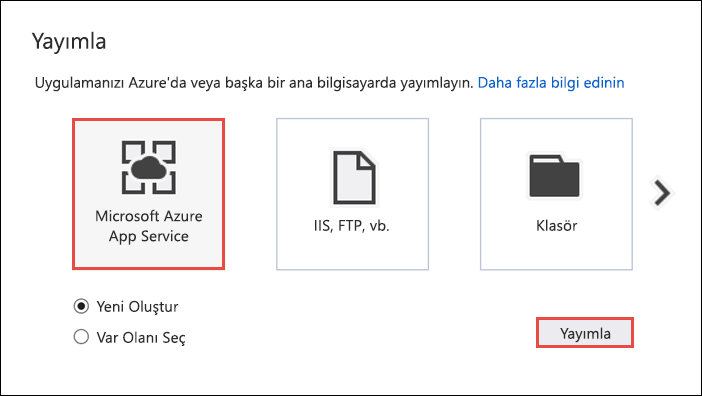 Yayımla
Uygulamanızı Azure'da veya başka bir ana bilgisayarda yayımlayın. Daha fazla bilgi edinin
Microsoft Azure
App Service
IIS, FTP, vb.
Klasör
Yeni Oluştur
Var Olanı Seç
Yayımla